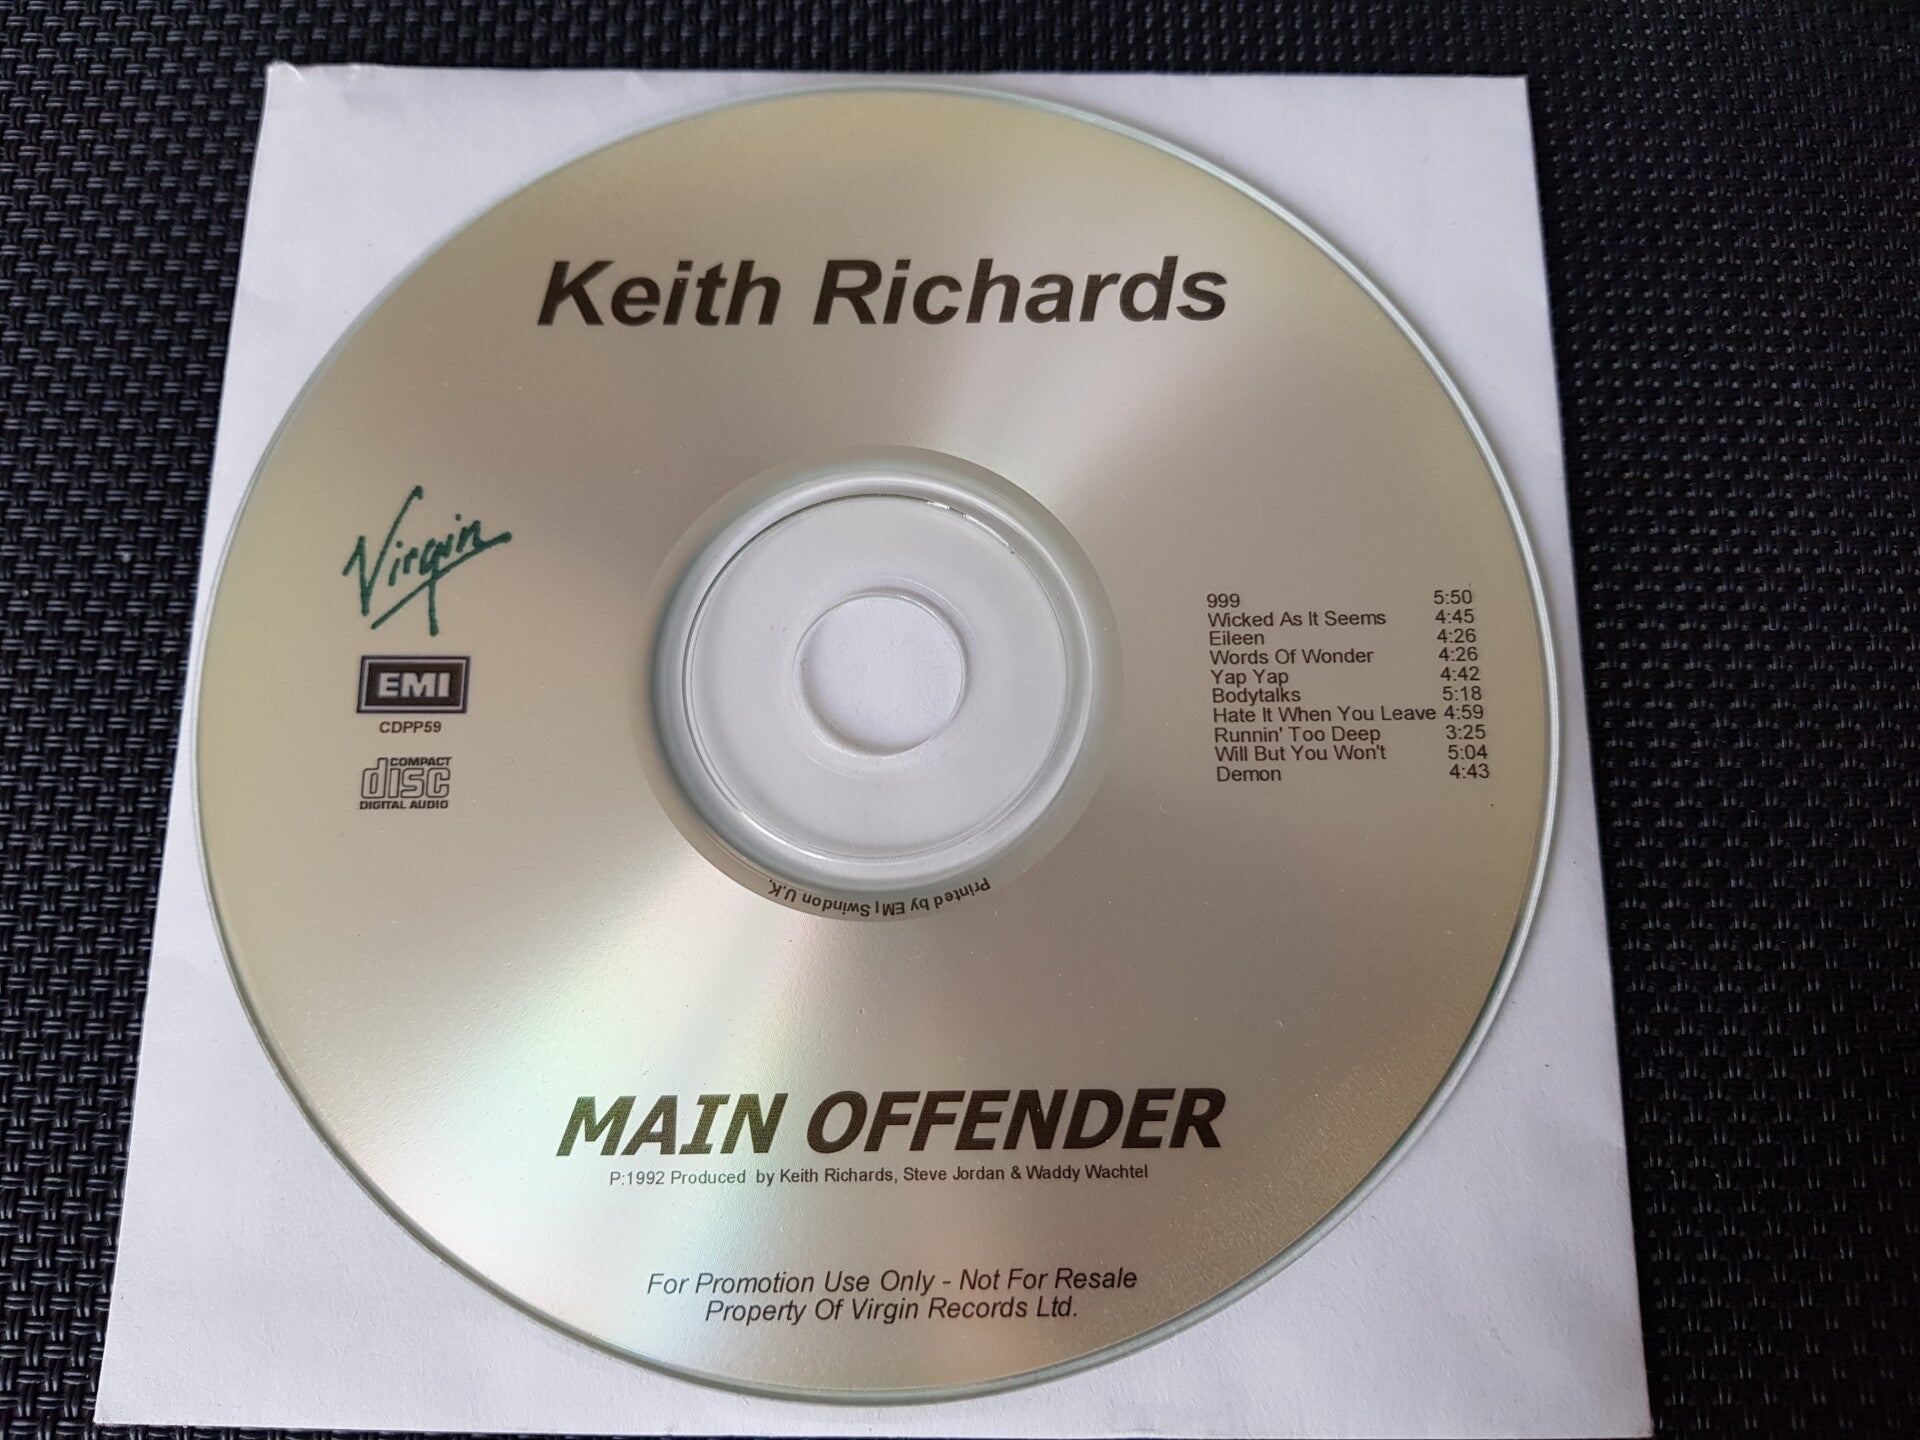 Keith Richards
Virgin
EMI
CDPP59
COMPACT
disc
DIGITAL AUDIO
999 5:50
Wicked As It Seems 4:45
Eileen 4:26
Words Of Wonder 4:26
Yap Yap 4:42
Bodytalks 5:18
Hate It When You Leave 4:59
Runnin' Too Deep 3:25
Will But You Won't 5:04
Demon 4:43
Printed by EMI Swindon U.K.
MAIN OFFENDER
P:1992 Produced by Keith Richards, Steve Jordan & Waddy Wachtel
For Promotion Use Only - Not For Resale
Property Of Virgin Records Ltd.